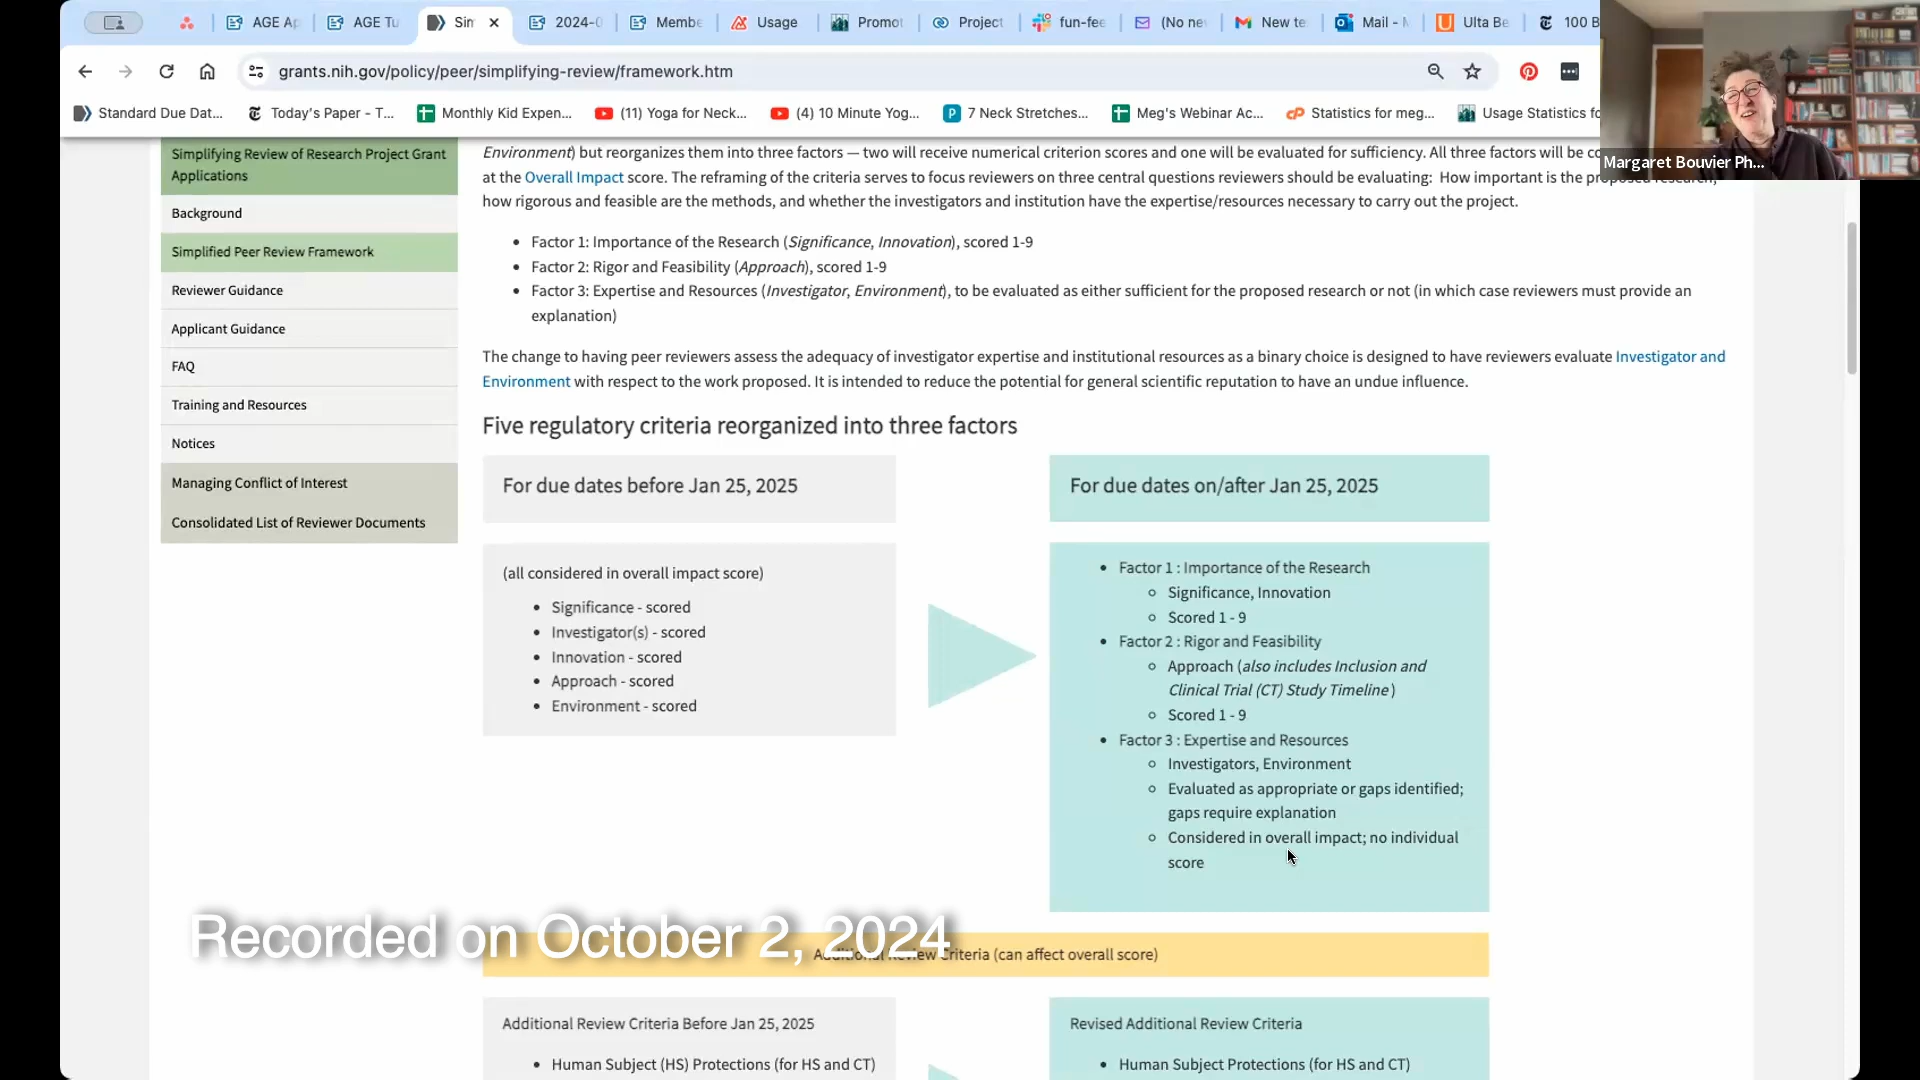 AGE Ap
AGE Tu
Sim
2024-0
Membe
Usage
Promot
Project
fun-fee
(No ne
New te
Mail - M
Ulta Be
100 B
grants.nih.gov/policy/peer/simplifying-review/framework.htm
Standard Due Dat...
Today's Paper - T...
Monthly Kid Expen...
(11) Yoga for Neck...
(4) 10 Minute Yog...
7 Neck Stretches...
Meg's Webinar Ac...
Statistics for meg...
Usage Statistics fo
Margaret Bouvier Ph...
Simplifying Review of Research Project Grant
Applications
Background
Simplified Peer Review Framework
Reviewer Guidance
Applicant Guidance
FAQ
Training and Resources
Notices
Managing Conflict of Interest
Consolidated List of Reviewer Documents
Environment) but reorganizes them into three factors — two will receive numerical criterion scores and one will be evaluated for sufficiency. All three factors will be co
at the Overall Impact score. The reframing of the criteria serves to focus reviewers on three central questions reviewers should be evaluating: How important is the proposed research,
how rigorous and feasible are the methods, and whether the investigators and institution have the expertise/resources necessary to carry out the project.
• Factor 1: Importance of the Research (Significance, Innovation), scored 1-9
• Factor 2: Rigor and Feasibility (Approach), scored 1-9
• Factor 3: Expertise and Resources (Investigator, Environment), to be evaluated as either sufficient for the proposed research or not (in which case reviewers must provide an
explanation)
The change to having peer reviewers assess the adequacy of investigator expertise and institutional resources as a binary choice is designed to have reviewers evaluate Investigator and
Environment with respect to the work proposed. It is intended to reduce the potential for general scientific reputation to have an undue influence.
Five regulatory criteria reorganized into three factors
For due dates before Jan 25, 2025
(all considered in overall impact score)
• Significance - scored
• Investigator(s) - scored
• Innovation - scored
• Approach - scored
• Environment - scored
For due dates on/after Jan 25, 2025
• Factor 1 : Importance of the Research
○ Significance, Innovation
○ Scored 1 - 9
• Factor 2 : Rigor and Feasibility
○ Approach (also includes Inclusion and
Clinical Trial (CT) Study Timeline )
○ Scored 1 - 9
• Factor 3 : Expertise and Resources
○ Investigators, Environment
○ Evaluated as appropriate or gaps identified;
gaps require explanation
○ Considered in overall impact; no individual
score
Recorded on October 2, 2024
Additional Review Criteria (can affect overall score)
Additional Review Criteria Before Jan 25, 2025
• Human Subject (HS) Protections (for HS and CT)
Revised Additional Review Criteria
• Human Subject Protections (for HS and CT)